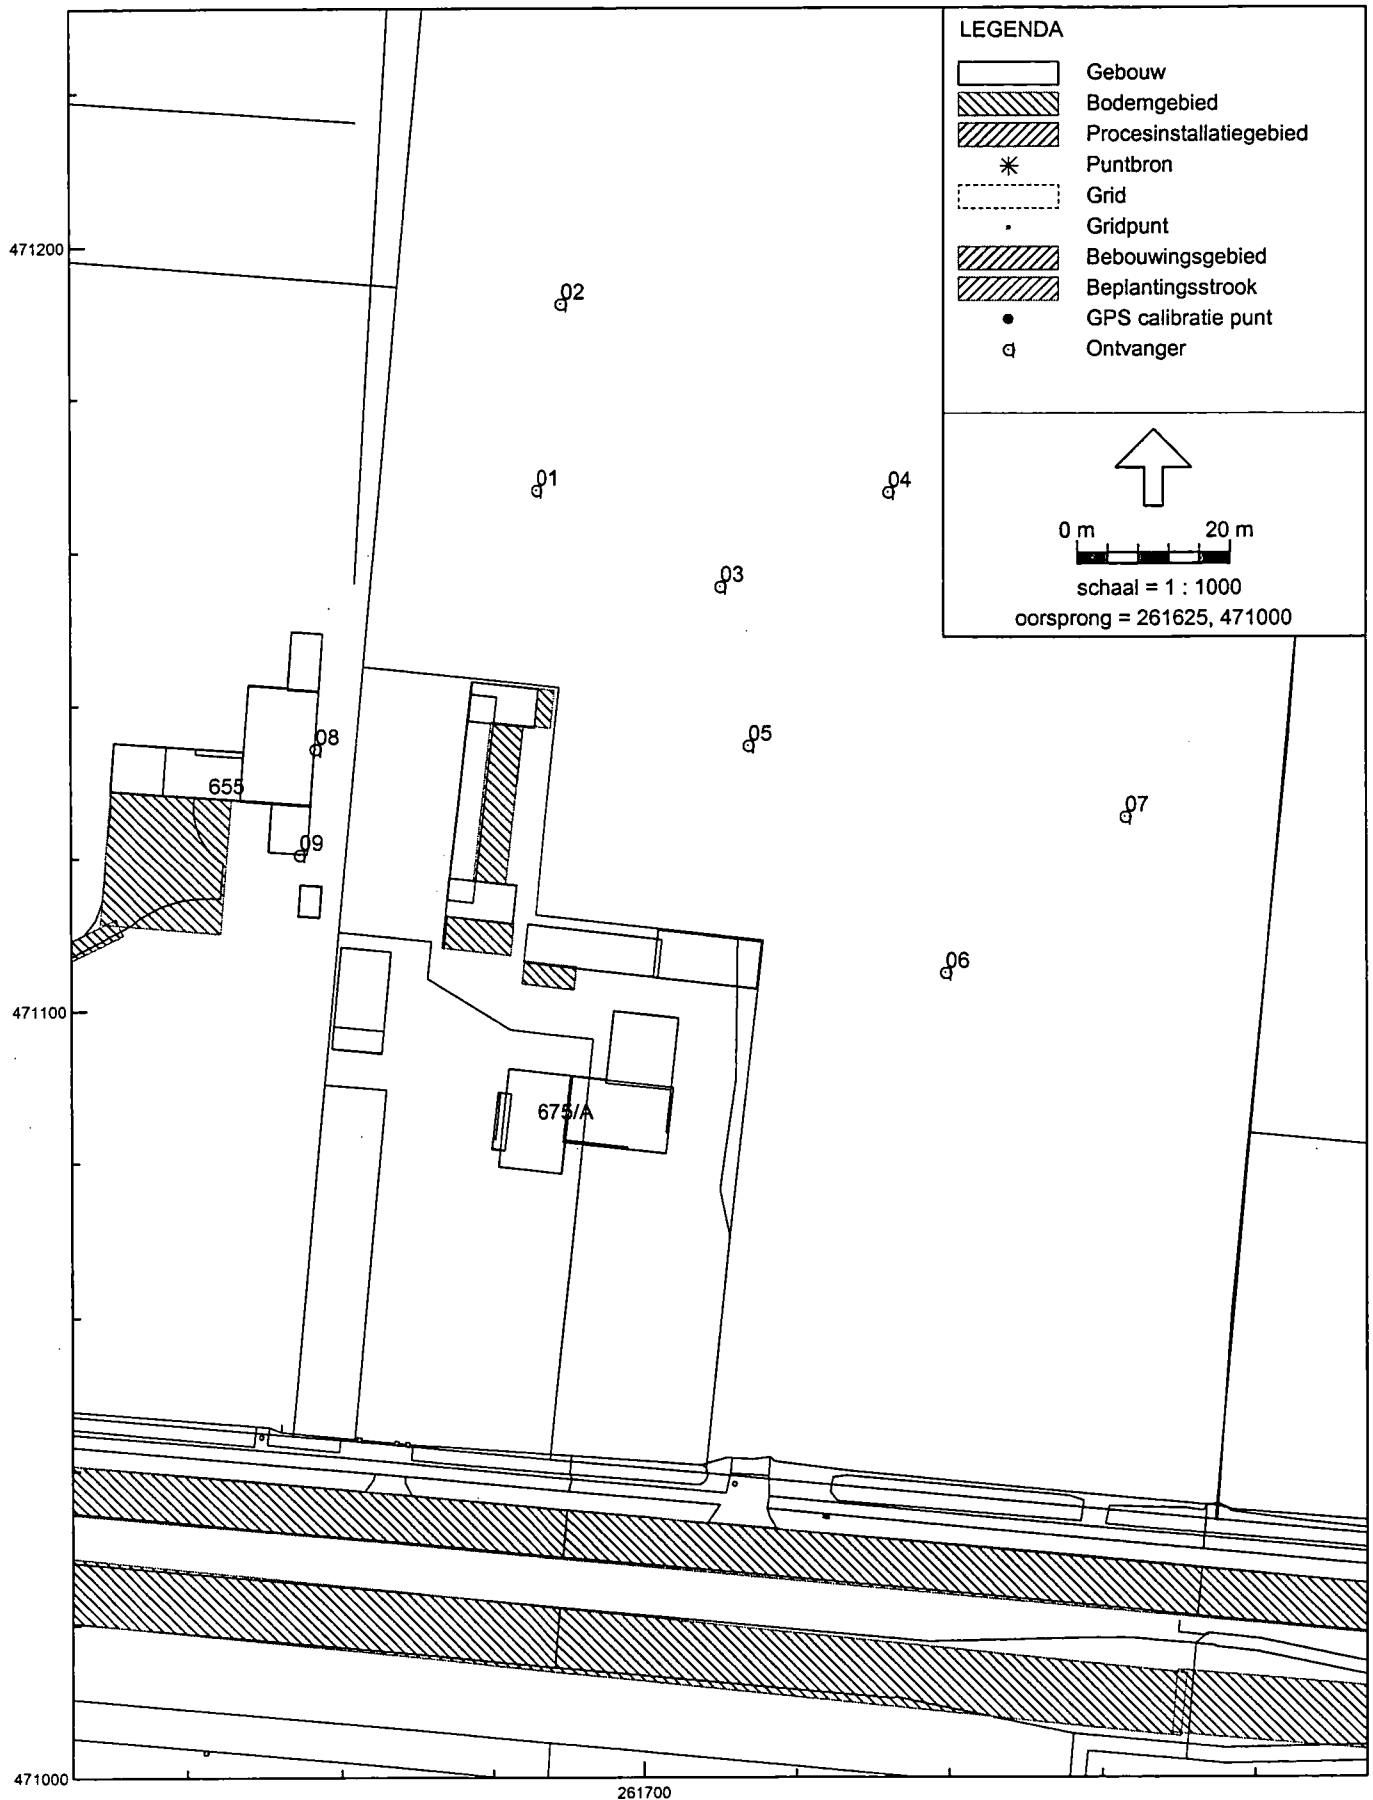 LEGENDA
Gebouw
Bodemgebied
Procesinstallatiegebied
Puntbron
Grid
Gridpunt
Bebouwingsgebied
Beplantingsstrook
GPS calibratie punt
Ontvanger
0 m 20 m
schaal = 1 : 1000
oorsprong = 261625, 471000
471200
02
01
04
03
08
05
655
07
09
06
471100
675/A
471000
261700